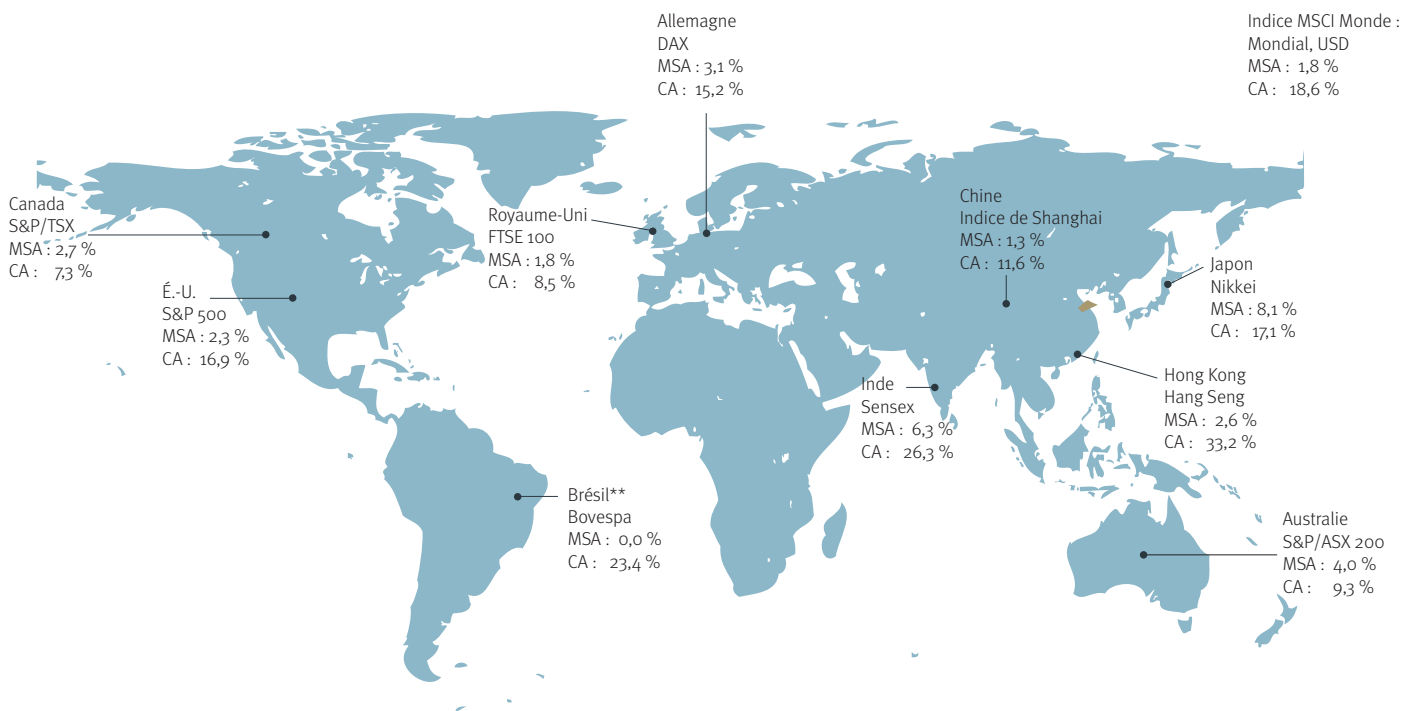 Allemagne
DAX
MSA : 3,1 %
CA : 15,2 %
Indice MSCI Monde :
Mondial, USD
MSA : 1,8 %
CA : 18,6 %
Canada
S&P/TSX
MSA : 2,7 %
CA : 7,3 %
Royaume-Uni
FTSE 100
MSA : 1,8 %
CA : 8,5 %
Chine
Indice de Shanghai
MSA : 1,3 %
CA : 11,6 %
Japon
Nikkei
MSA : 8,1 %
CA : 17,1 %
É.-U.
S&P 500
MSA : 2,3 %
CA : 16,9 %
Hong Kong
Hang Seng
MSA : 2,6 %
CA : 33,2 %
Inde
Sensex
MSA : 6,3 %
CA : 26,3 %
Brésil**
Bovespa
MSA : 0,0 %
CA : 23,4 %
Australie
S&P/ASX 200
MSA : 4,0 %
CA : 9,3 %